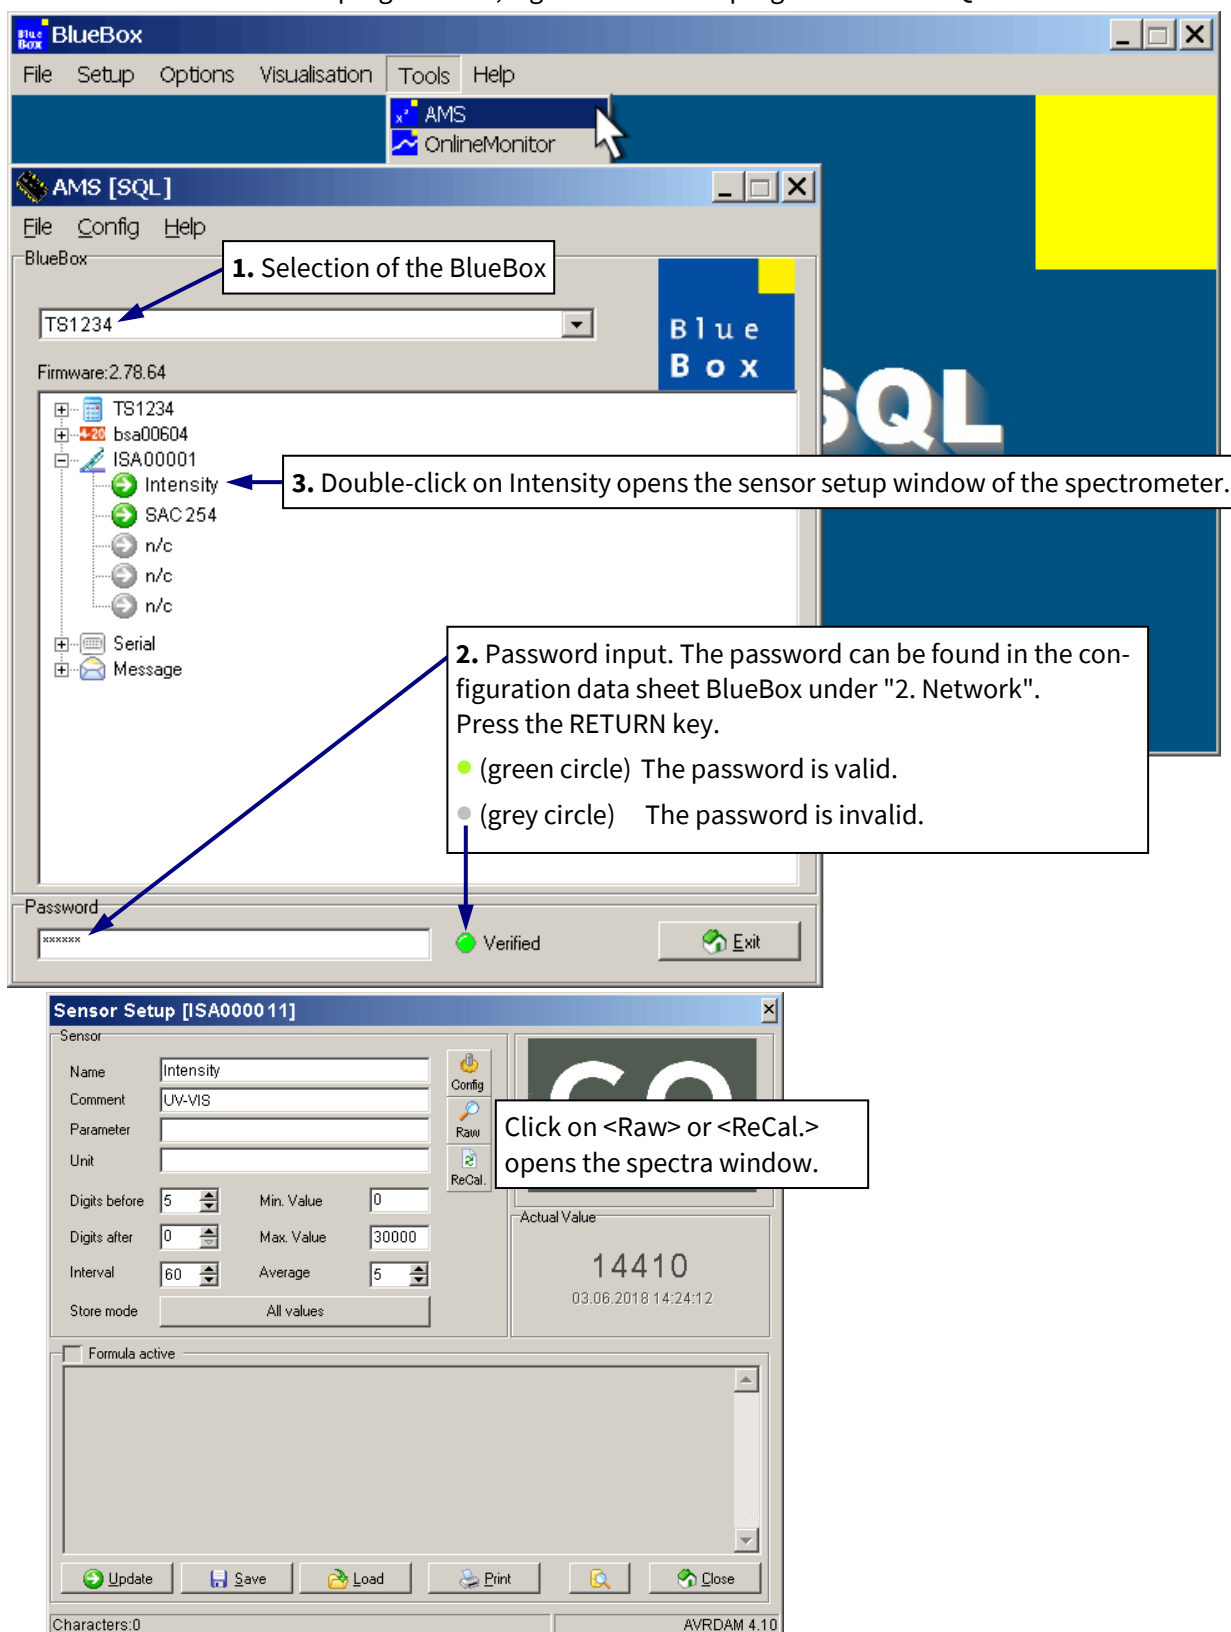 Blue
Box
BlueBox
File Setup Options Visualisation Tools Help
AMS
OnlineMonitor
AMS [SQL]
File Config Help
BlueBox
1. Selection of the BlueBox
TS1234
Blue
Box
Firmware:2.78.64
SQL
TS1234
4-20 bsa00604
ISA00001
Intensity
3. Double-click on Intensity opens the sensor setup window of the spectrometer.
SAC 254
n/c
n/c
n/c
Serial
Message
2. Password input. The password can be found in the con-
figuration data sheet BlueBox under "2. Network".
Press the RETURN key.
(green circle) The password is valid.
(grey circle) The password is invalid.
Password
××××××
Verified
Exit
Sensor Setup [ISA000011]
Sensor
Name Intensity
Config
Comment UV-VIS
Parameter
Raw
Click on <Raw> or <ReCal.>
opens the spectra window.
Unit
ReCal.
Digits before 5 Min. Value 0
Actual Value
Digits after 0 Max. Value 30000
14410
Interval 60 Average 5
03.06.2018 14:24:12
Store mode All values
Formula active
Update Save Load Print Close
Characters:0 AVRDAM 4.10